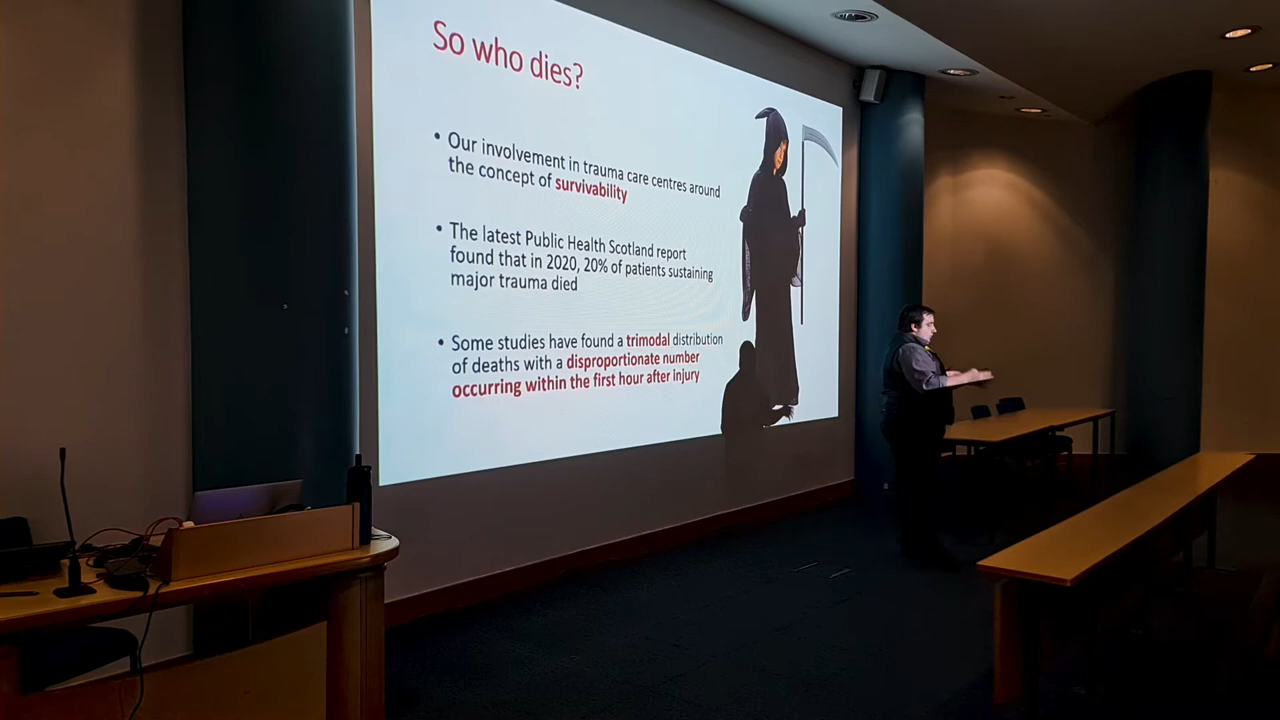 So who dies?
• Our involvement in trauma care centres around
the concept of survivability
• The latest Public Health Scotland report
found that in 2020, 20% of patients sustaining
major trauma died
• Some studies have found a trimodal distribution
of deaths with a disproportionate number
occurring within the first hour after injury